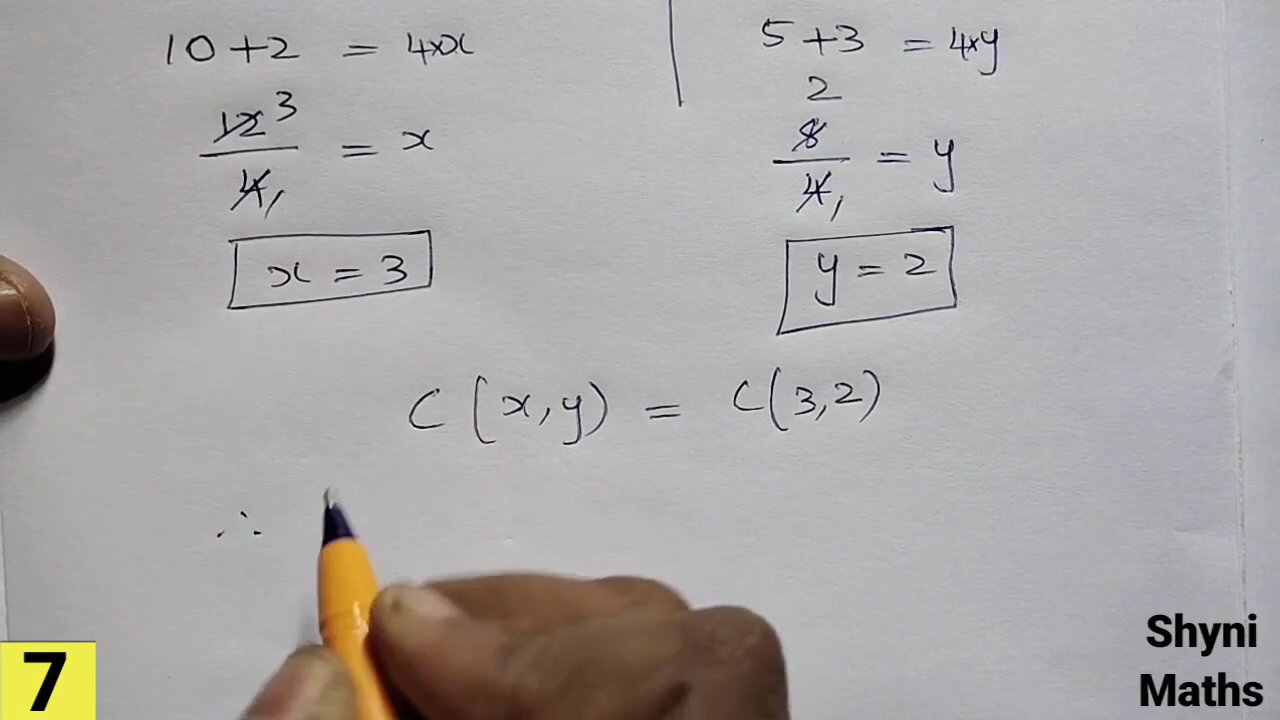 10 + 2 = 4×x
12 3 / 4 1 = x
x = 3
5 + 3 = 4×y
2
8 / 4 1 = y
y = 2
C (x, y) = C (3, 2)
∴
7
Shyni
Maths